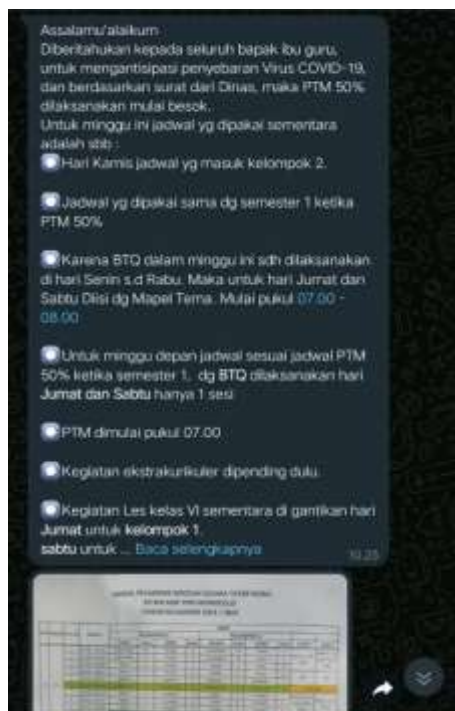 Assalamu'alaikum
Diberitahukan kepada seluruh bapak ibu guru,
untuk mengantisipasi penyebaran Virus COVID-19,
dan berdasarkan surat dari Dinas, maka PTM 50%
dilaksanakan mulai besok.
Untuk minggu ini jadwal yg dipakai sementara
adalah sbb :
Hari Kamis jadwal yg masuk kelompok 2.
Jadwal yg dipakai sama dg semester 1 ketika
PTM 50%
Karena BTQ dalam minggu ini sdh dilaksanakan
di hari Senin s.d Rabu. Maka untuk hari Jumat dan
Sabtu Diisi dg Mapel Tema. Mulai pukul 07.00 -
08.00
Untuk minggu depan jadwal sesuai jadwal PTM
50% ketika semester 1, dg BTQ dilaksanakan hari
Jumat dan Sabtu hanya 1 sesi
PTM dimulai pukul 07.00
Kegiatan ekstrakurikuler dipending dulu.
Kegiatan Les kelas VI sementara di gantikan hari
Jumat untuk kelompok 1.
sabtu untuk ... Baca selengkapnya
10.25